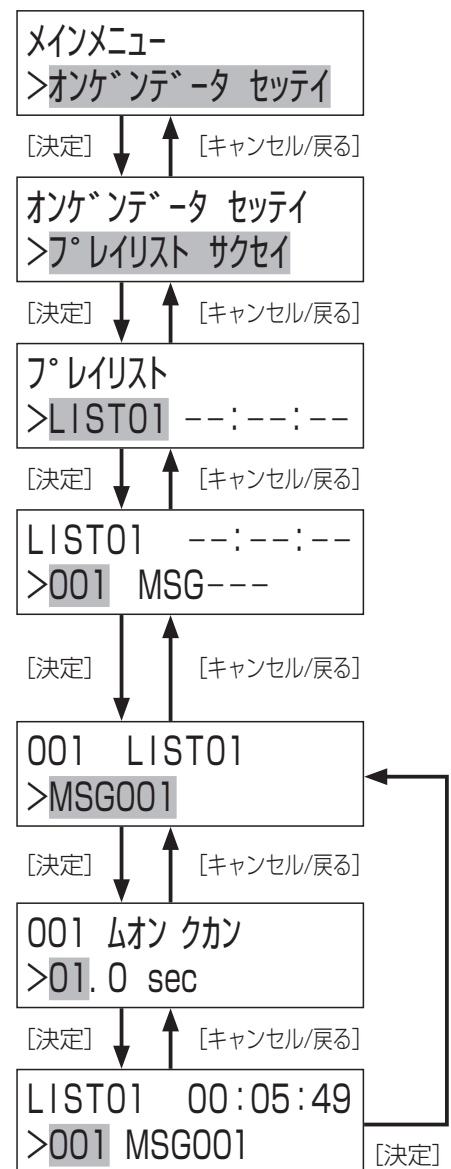 メインメニュー
>オンゲンデータ セッテイ
[決定] [キャンセル/戻る]
オンゲンデータ セッテイ
>プレイリスト サクセイ
[決定] [キャンセル/戻る]
プレイリスト
>LIST01 --:--:--
[決定] [キャンセル/戻る]
LIST01 --:--:--
>001 MSG---
[決定] [キャンセル/戻る]
001 LIST01
>MSG001
[決定] [キャンセル/戻る]
001 ムオン クカン
>01.0 sec
[決定] [キャンセル/戻る]
LIST01 00:05:49
>001 MSG001
[決定]